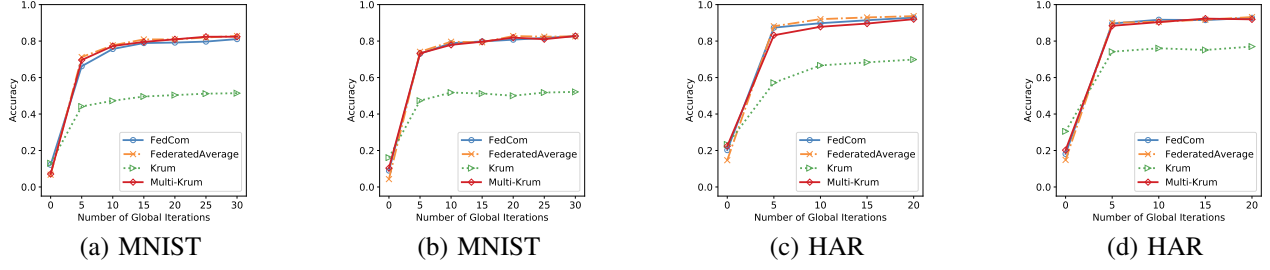 Accuracy
1.0
0.8
0.6
0.4
0.2
0.0
FedCom
FederatedAverage
Krum
Multi-Krum
0 5 10 15 20 25 30
Number of Global Iterations
(a) MNIST
Accuracy
1.0
0.8
0.6
0.4
0.2
0.0
FedCom
FederatedAverage
Krum
Multi-Krum
0 5 10 15 20 25 30
Number of Global Iterations
(b) MNIST
Accuracy
1.0
0.8
0.6
0.4
0.2
0.0
FedCom
FederatedAverage
Krum
Multi-Krum
0 5 10 15 20
Number of Global Iterations
(c) HAR
Accuracy
1.0
0.8
0.6
0.4
0.2
0.0
FedCom
FederatedAverage
Krum
Multi-Krum
0 5 10 15 20
Number of Global Iterations
(d) HAR